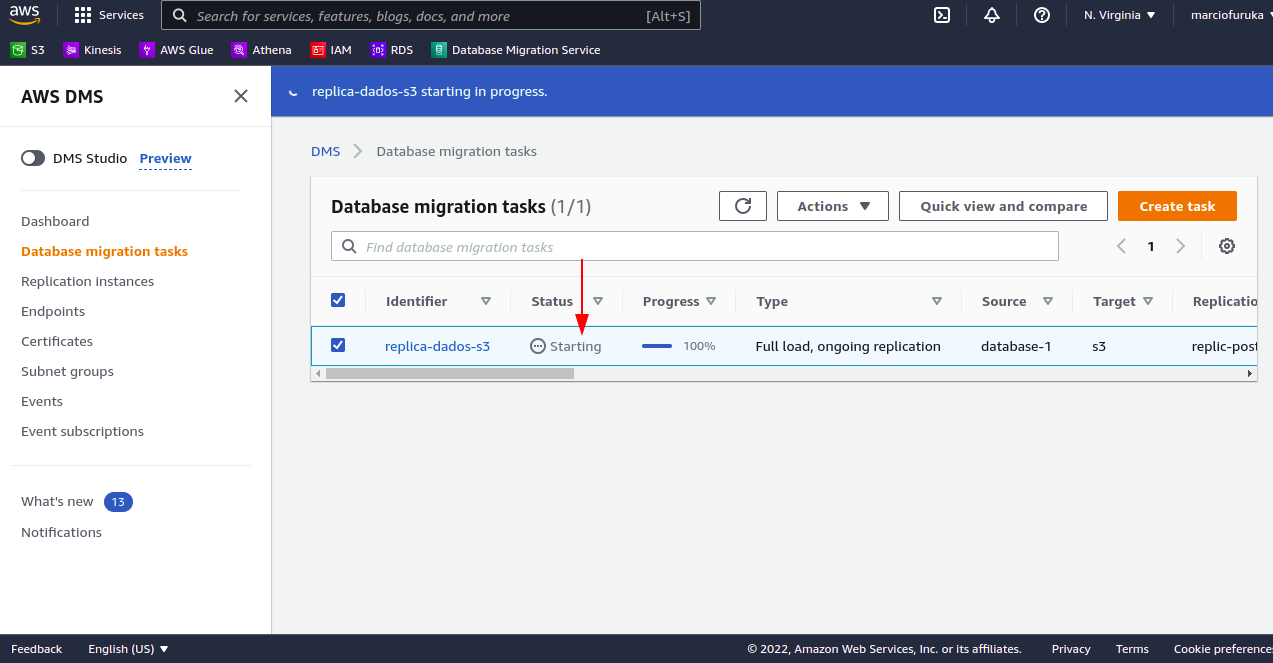 aws Services Search for services, features, blogs, docs, and more [Alt+S] N. Virginia marciofuruka
S3 Kinesis AWS Glue Athena IAM RDS Database Migration Service
AWS DMS
DMS Studio Preview
Dashboard
Database migration tasks
Replication instances
Endpoints
Certificates
Subnet groups
Events
Event subscriptions
What's new 13
Notifications
replica-dados-s3 starting in progress.
DMS Database migration tasks
Database migration tasks (1/1) Actions Quick view and compare Create task
Find database migration tasks 1
Identifier Status Progress Type Source Target Replicatio
replica-dados-s3 Starting 100% Full load, ongoing replication database-1 s3 replic-post
Feedback English (US) © 2022, Amazon Web Services, Inc. or its affiliates. Privacy Terms Cookie preferences